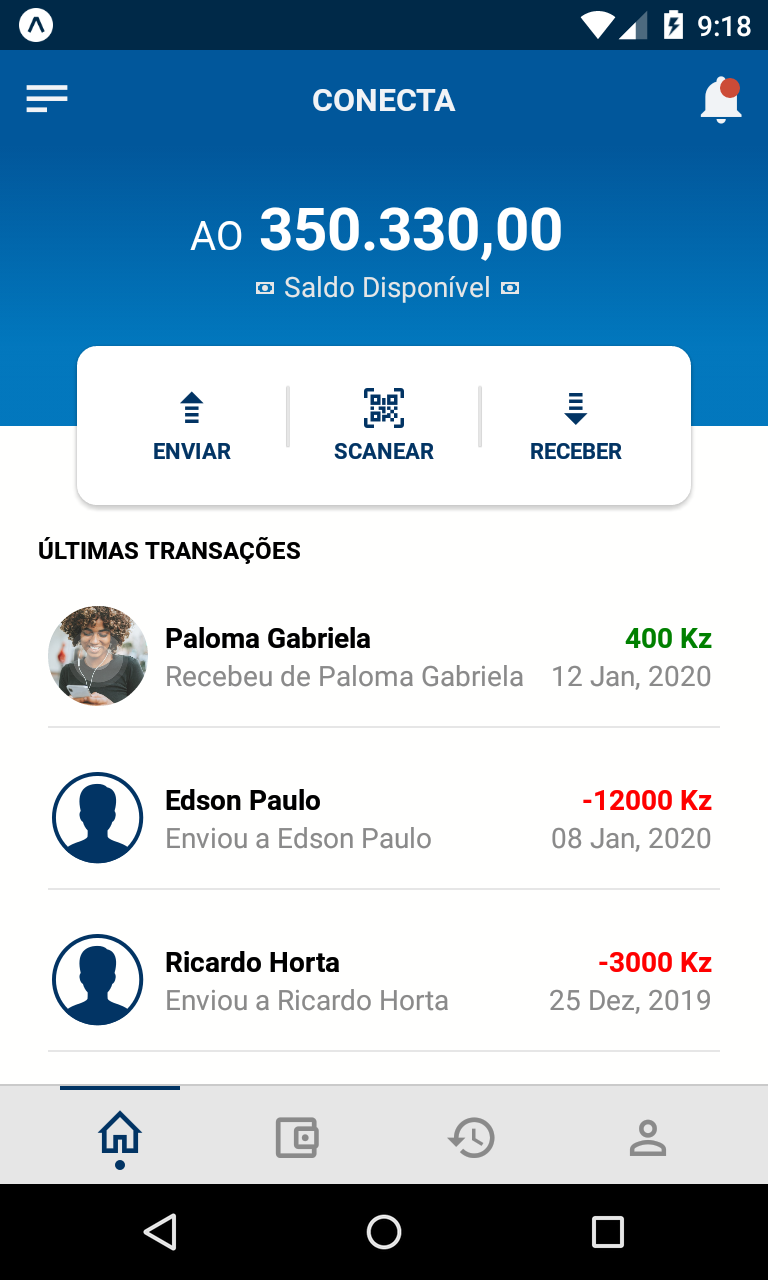 9:18
CONECTA
AO 350.330,00
Saldo Disponível
ENVIAR
SCANEAR
RECEBER
ÚLTIMAS TRANSAÇÕES
Paloma Gabriela 400 Kz
Recebeu de Paloma Gabriela 12 Jan, 2020
Edson Paulo -12000 Kz
Enviou a Edson Paulo 08 Jan, 2020
Ricardo Horta -3000 Kz
Enviou a Ricardo Horta 25 Dez, 2019